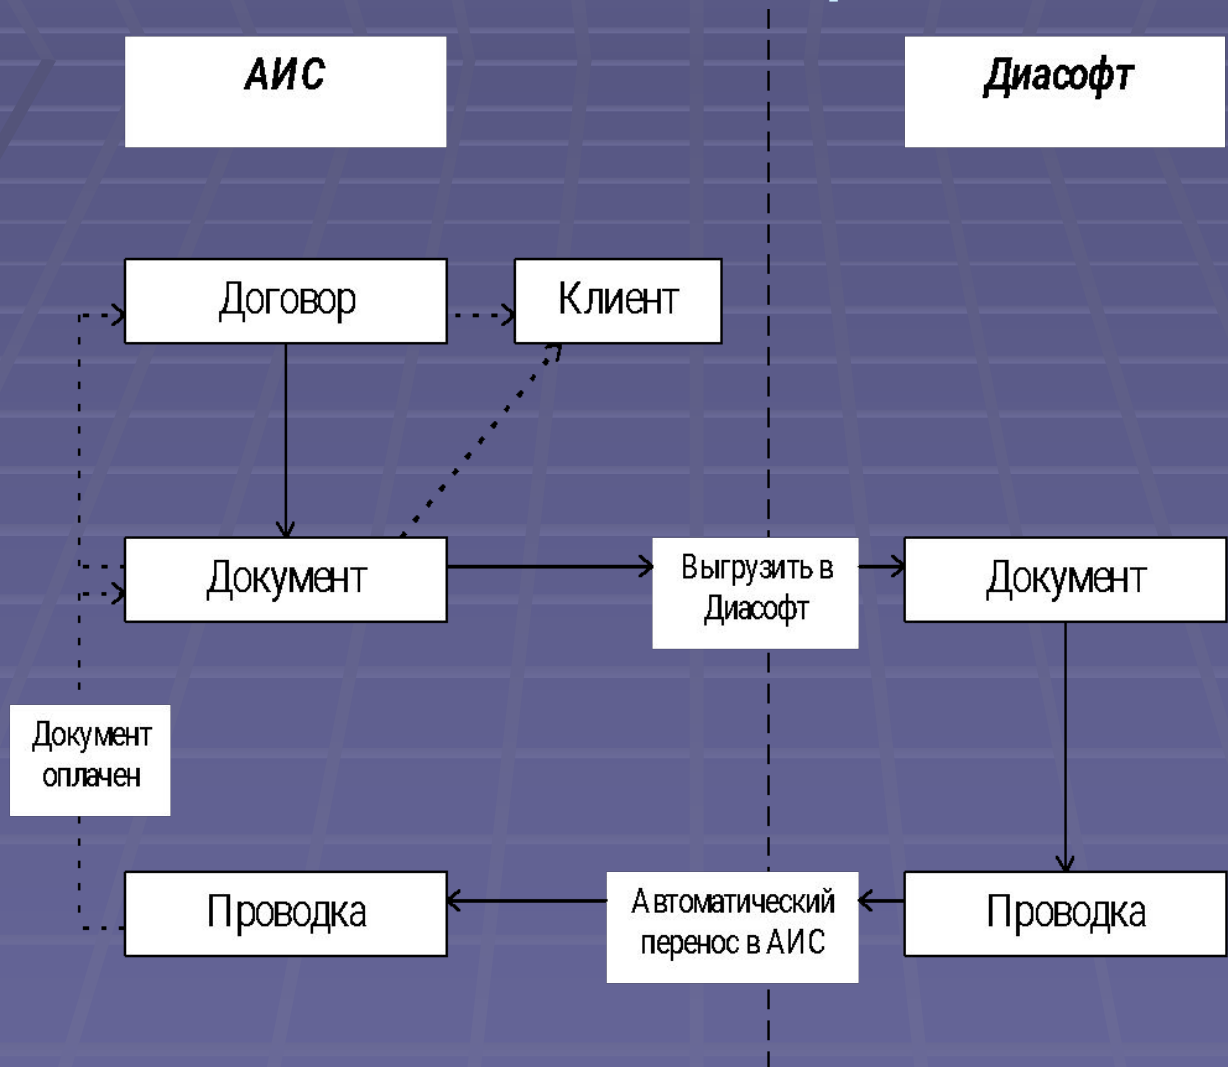 АИС
Диасофт
Договор
Клиент
Документ
Выгрузить в
Диасофт
Документ
Документ
оплачен
Проводка
Автоматический
перенос в АИС
Проводка